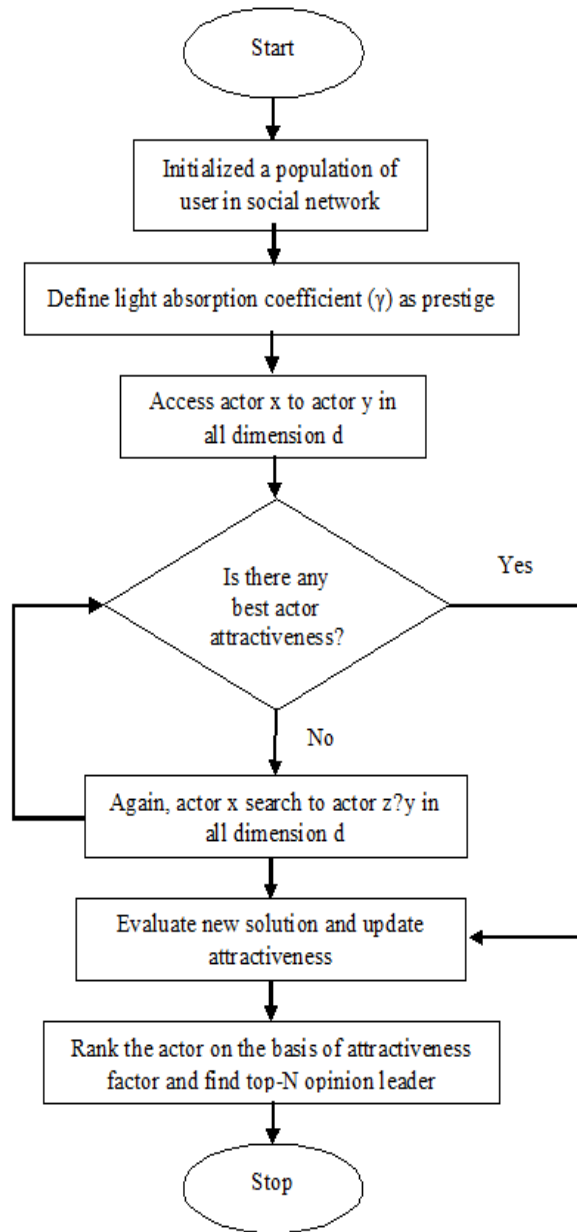 Start
Initialized a population of
user in social network
Define light absorption coefficient (γ) as prestige
Access actor x to actor y in
all dimension d
Is there any
best actor
attractiveness?
Yes
No
Again, actor x search to actor z?y in
all dimension d
Evaluate new solution and update
attractiveness
Rank the actor on the basis of attractiveness
factor and find top-N opinion leader
Stop